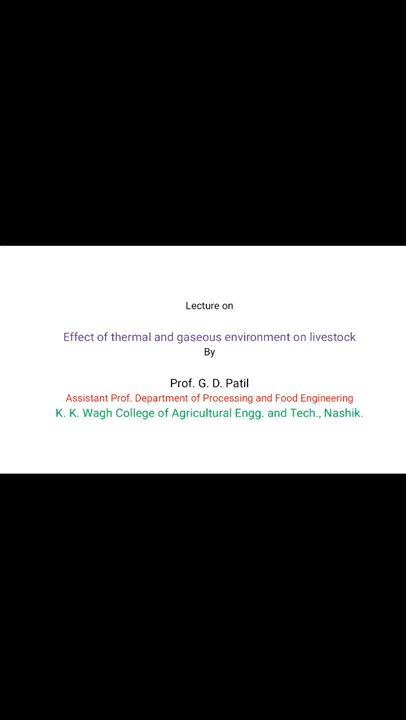 Lecture on
Effect of thermal and gaseous environment on livestock
By
Prof. G. D. Patil
Assistant Prof. Department of Processing and Food Engineering
K. K. Wagh College of Agricultural Engg. and Tech., Nashik.